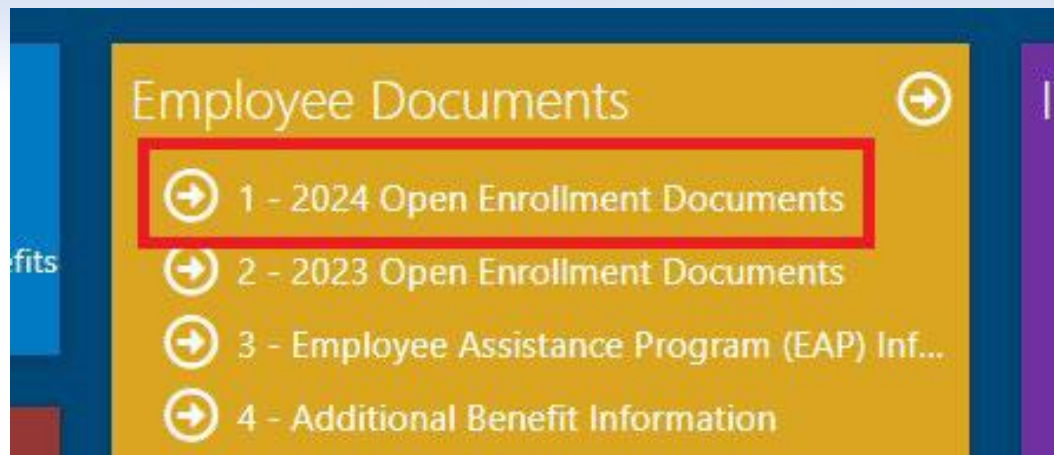 Employee Documents
1 - 2024 Open Enrollment Documents
2 - 2023 Open Enrollment Documents
3 - Employee Assistance Program (EAP) Inf...
4 - Additional Benefit Information